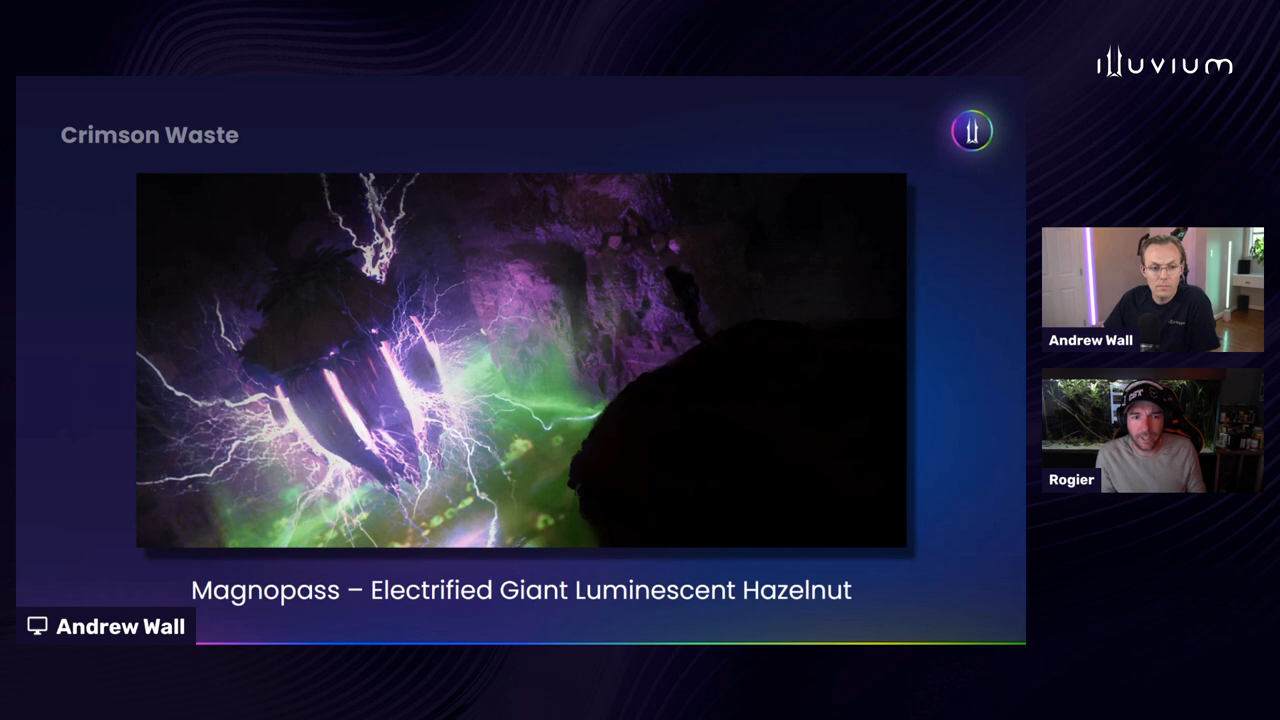 illuvium
Crimson Waste
Andrew Wall
Rogier
Magnopass – Electrified Giant Luminescent Hazelnut
Andrew Wall